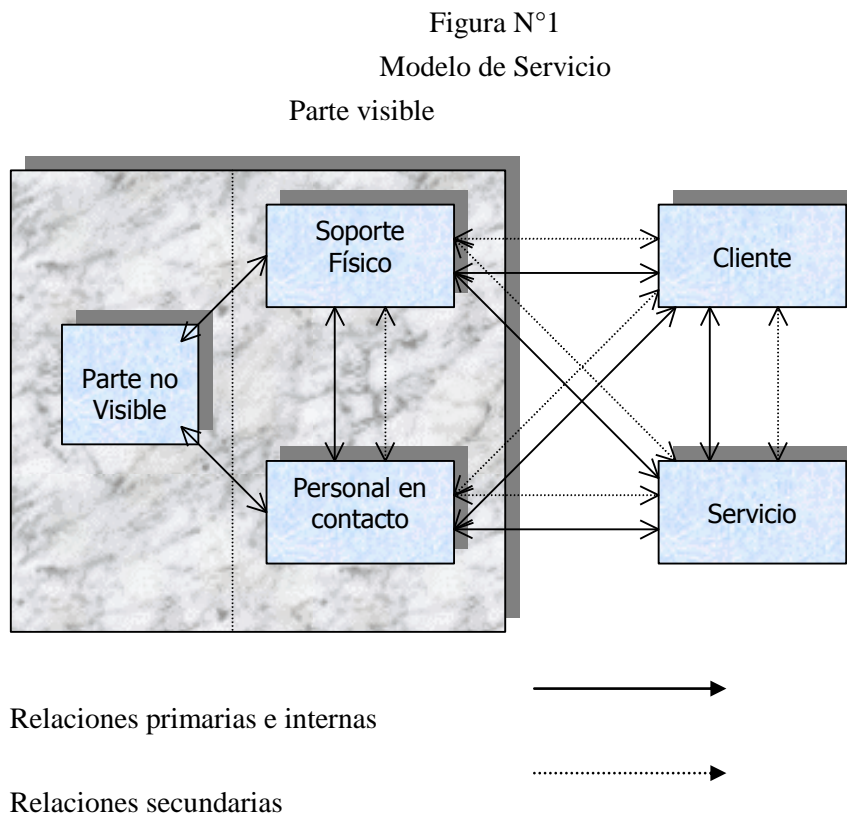 Figura N°1
Modelo de Servicio
Parte visible
Soporte
Físico
Cliente
Parte no
Visible
Personal en
contacto
Servicio
Relaciones primarias e internas
Relaciones secundarias